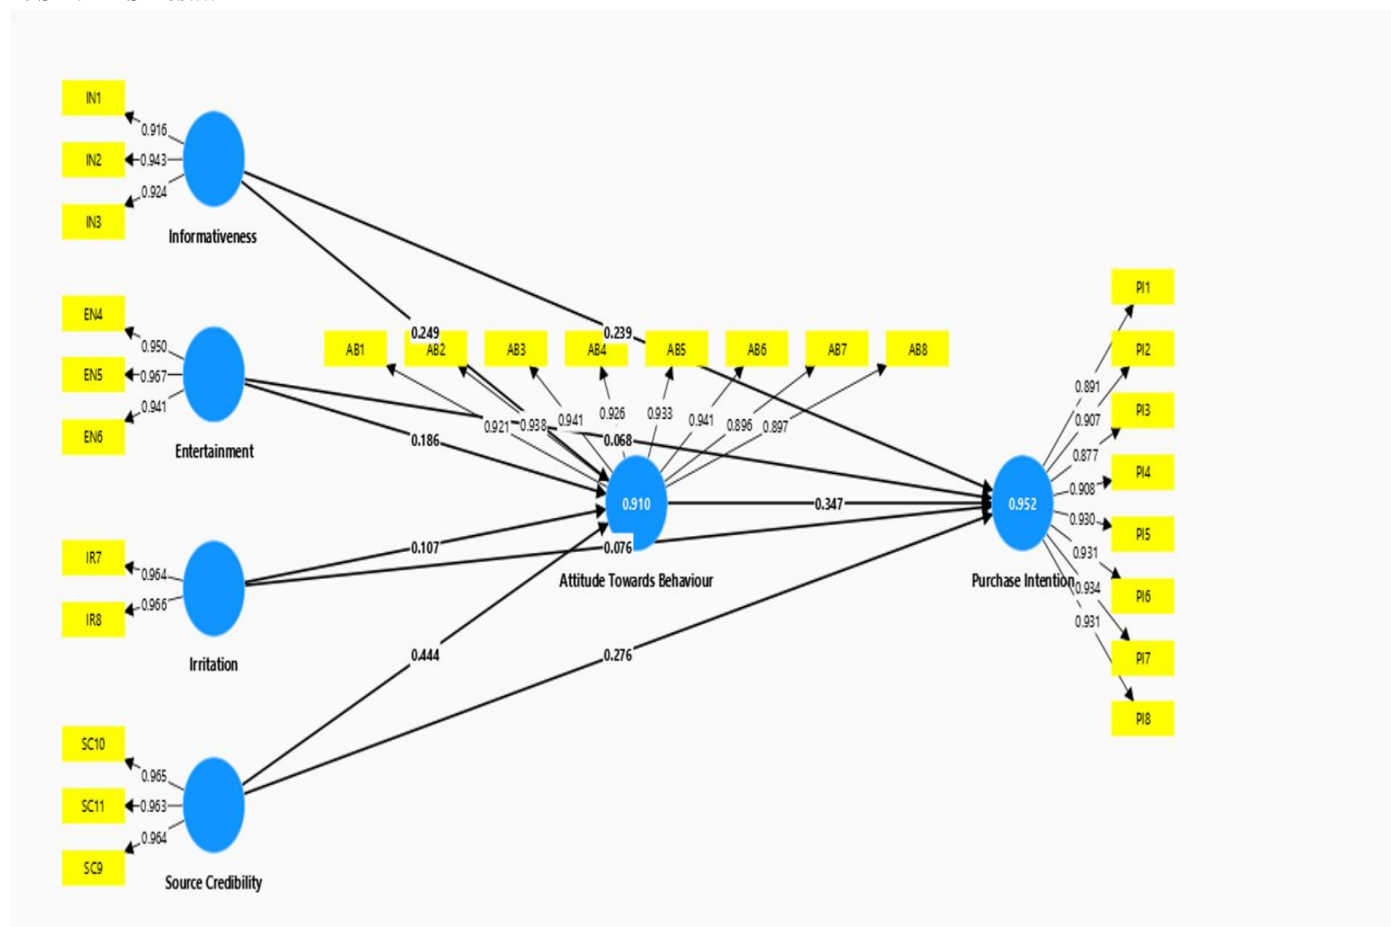 IN1
0.916
IN2
0.943
0.924
IN3
Informativeness
EN4
0.950
EN5
0.967
0.941
EN6
Entertainment
IR7
0.964
0.966
IR8
Irritation
SC10
0.965
SC11
0.963
0.964
SC9
Source Credibility
0.249
0.239
AB1
AB2
AB3
AB4
AB5
AB6
AB7
AB8
0.921
0.938
0.941
0.926
0.933
0.941
0.896
0.897
0.186
0.068
0.910
0.347
0.952
0.107
0.076
Attitude Towards Behaviour
Purchase Intention
0.444
0.276
PI1
PI2
0.891
PI3
0.907
0.877
PI4
0.908
0.930
PI5
0.931
PI6
0.934
0.931
PI7
PI8